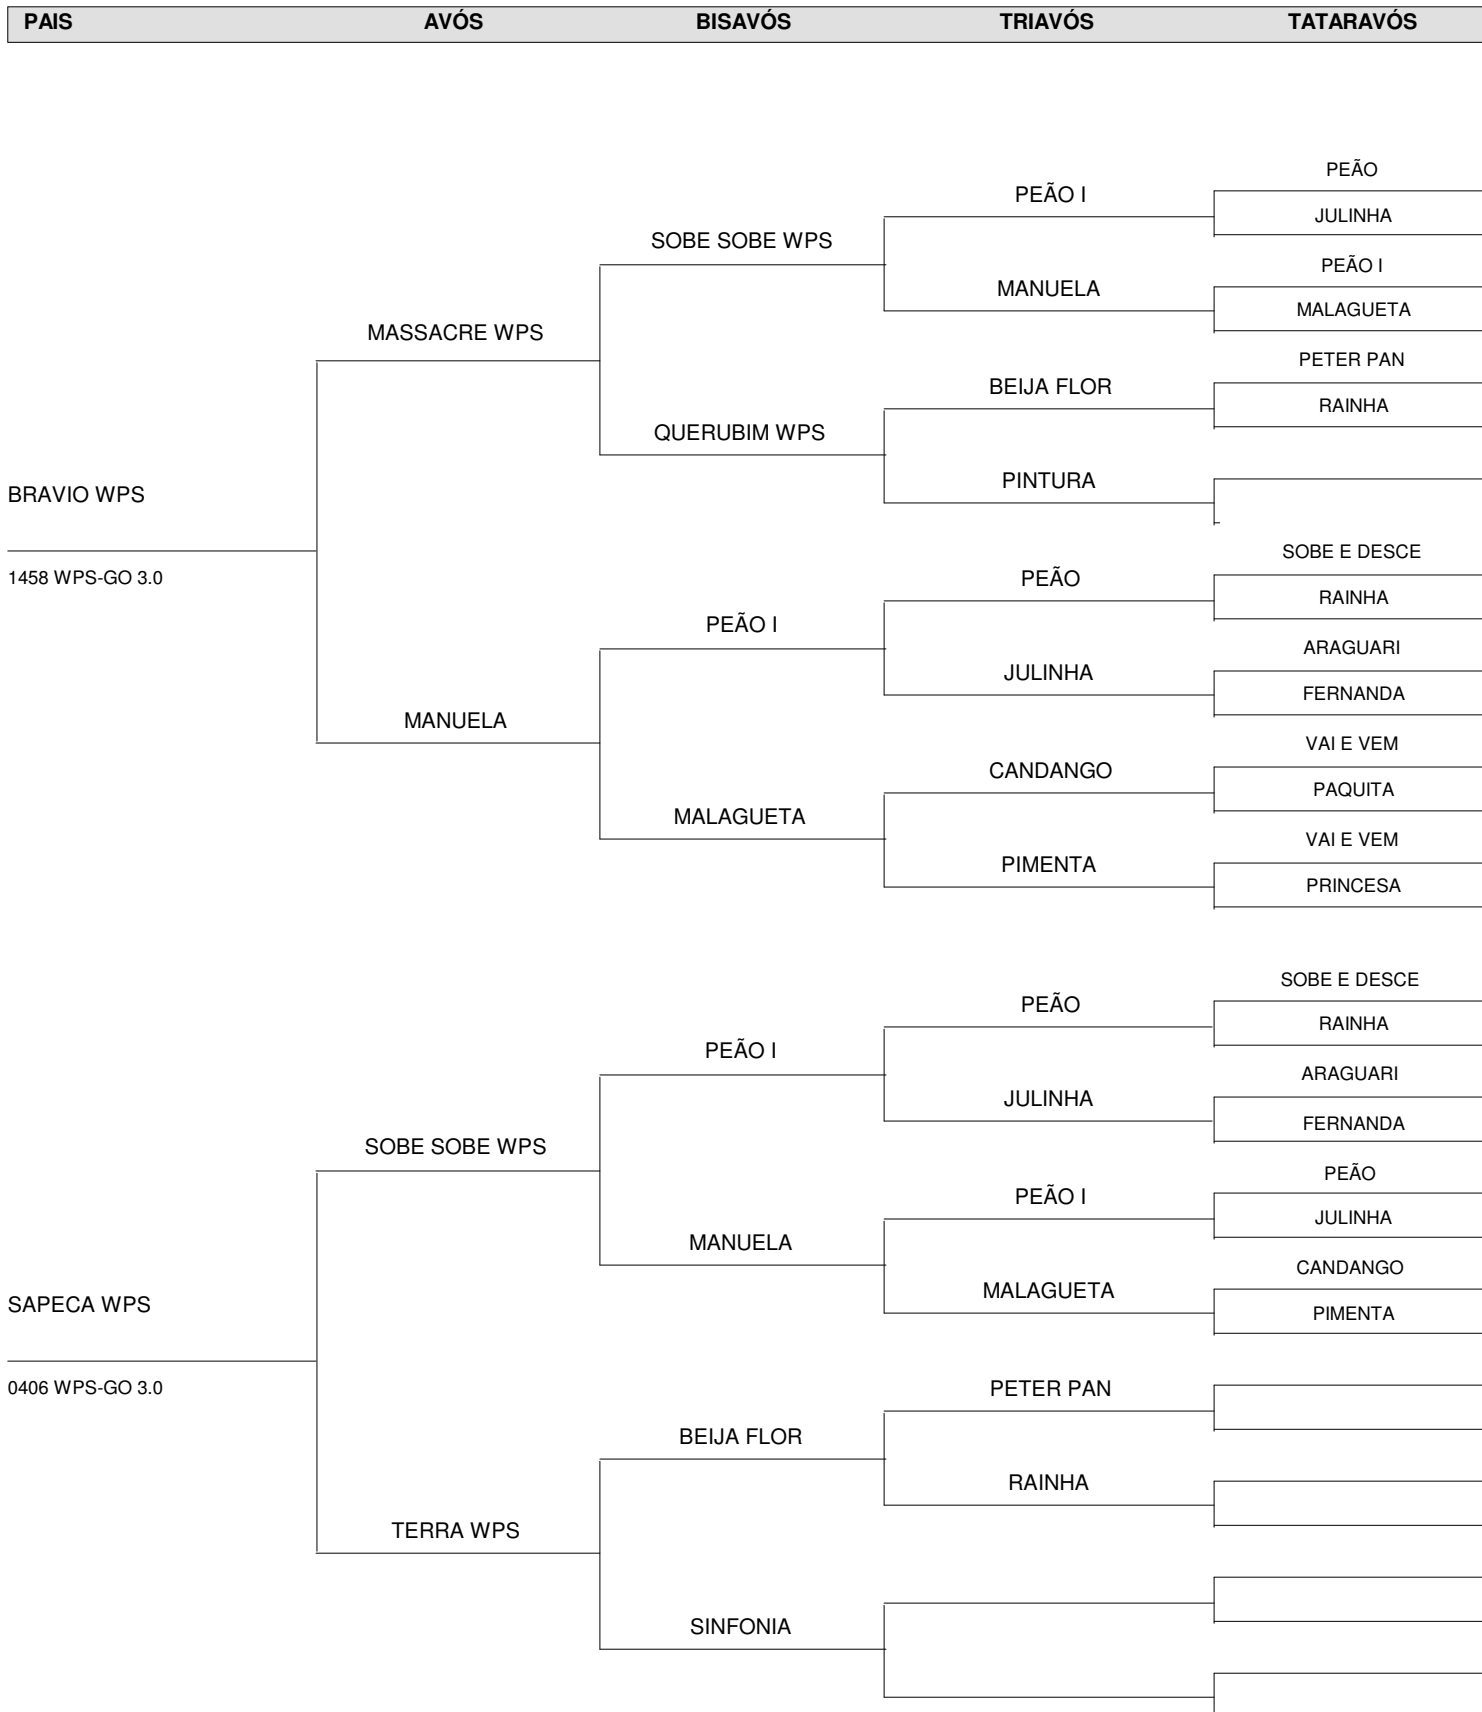 PAIS AVÓS BISAVÓS TRIAVÓS TATARAVÓS
PEÃO
PEÃO I
JULINHA
SOBE SOBE WPS
PEÃO I
MANUELA
MALAGUETA
MASSACRE WPS
PETER PAN
BEIJA FLOR
RAINHA
QUERUBIM WPS
PINTURA
BRAVIO WPS
SOBE E DESCE
1458 WPS-GO 3.0
PEÃO
RAINHA
PEÃO I
ARAGUARI
JULINHA
FERNANDA
MANUELA
VAI E VEM
CANDANGO
PAQUITA
MALAGUETA
VAI E VEM
PIMENTA
PRINCESA
SOBE E DESCE
PEÃO
RAINHA
PEÃO I
ARAGUARI
JULINHA
FERNANDA
SOBE SOBE WPS
PEÃO
PEÃO I
JULINHA
MANUELA
CANDANGO
MALAGUETA
SAPECA WPS
PIMENTA
0406 WPS-GO 3.0
PETER PAN
BEIJA FLOR
RAINHA
TERRA WPS
SINFONIA